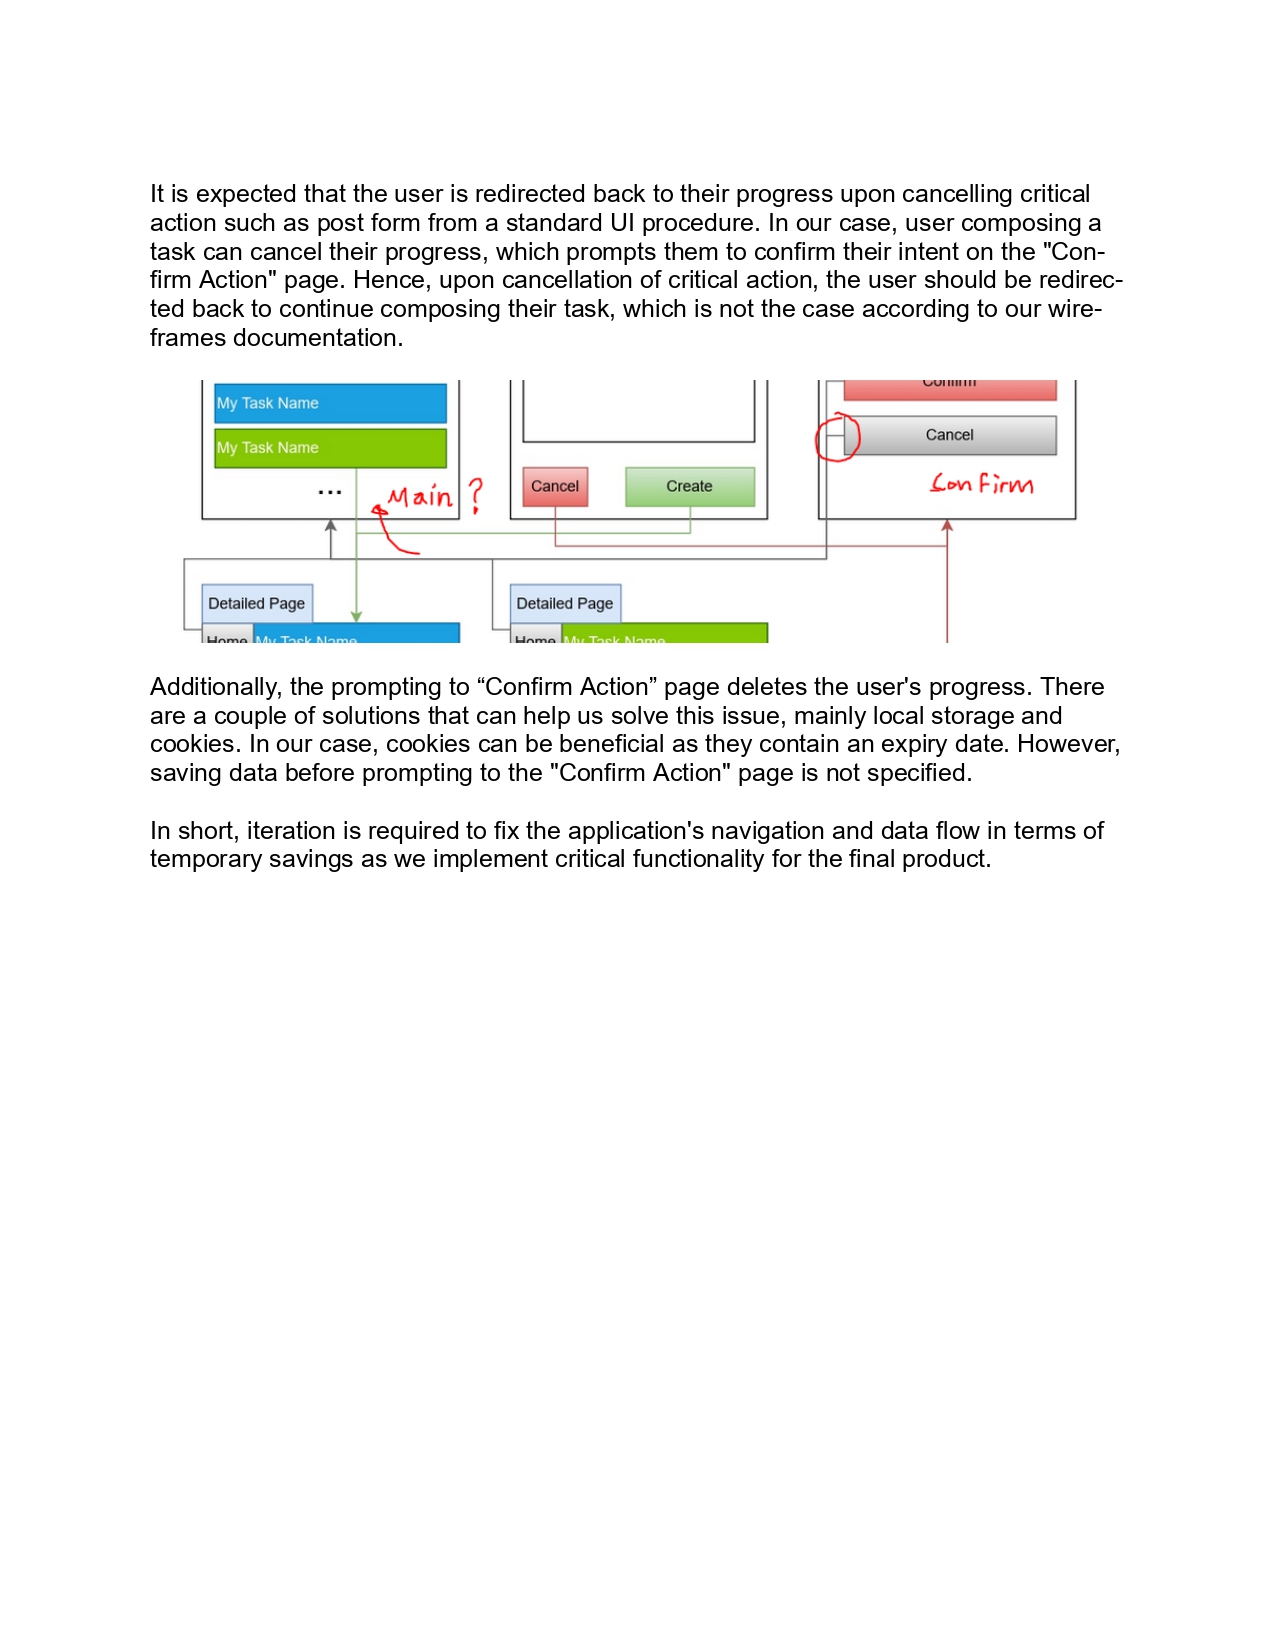 It is expected that the user is redirected back to their progress upon cancelling critical
action such as post form from a standard UI procedure. In our case, user composing a
task can cancel their progress, which prompts them to confirm their intent on the "Con-
firm Action" page. Hence, upon cancellation of critical action, the user should be redirec-
ted back to continue composing their task, which is not the case according to our wire-
frames documentation.
Confirm
My Task Name
Cancel
My Task Name
...
Main ?
Cancel
Create
Confirm
Detailed Page
Detailed Page
Home
My Task Name
Home
My Task Name
Additionally, the prompting to “Confirm Action” page deletes the user's progress. There
are a couple of solutions that can help us solve this issue, mainly local storage and
cookies. In our case, cookies can be beneficial as they contain an expiry date. However,
saving data before prompting to the "Confirm Action" page is not specified.
In short, iteration is required to fix the application's navigation and data flow in terms of
temporary savings as we implement critical functionality for the final product.